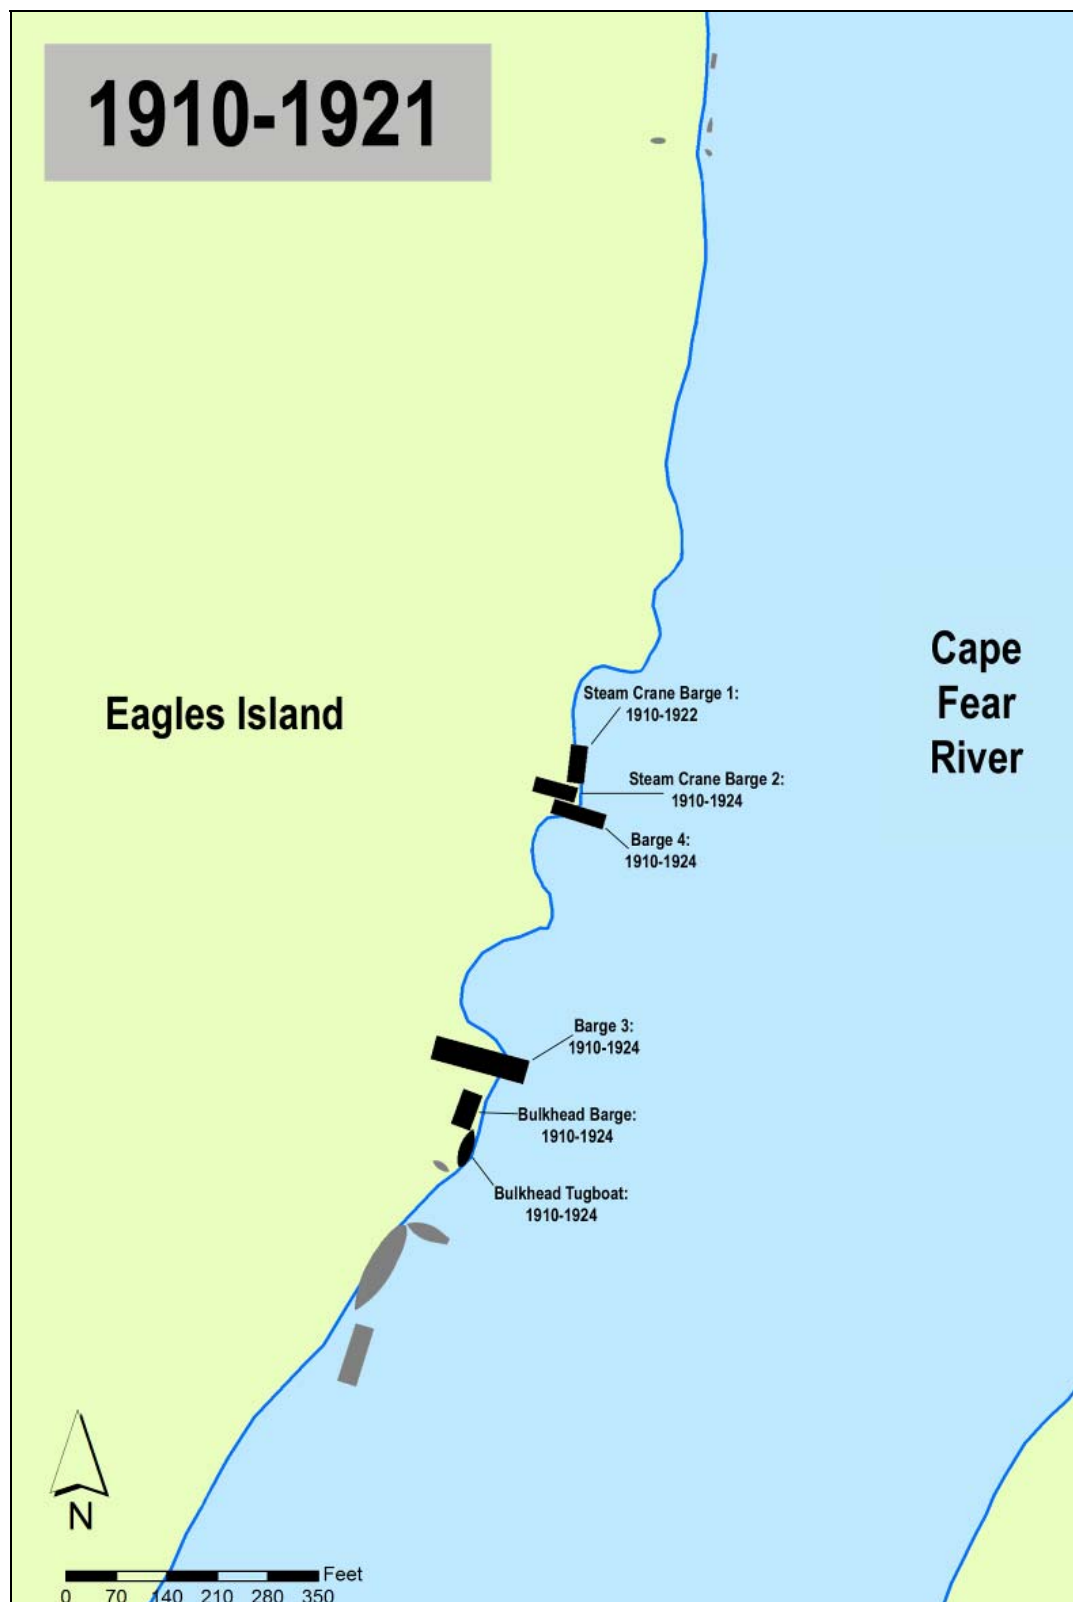 1910-1921
Eagles Island
Cape
Fear
River
Steam Crane Barge 1:
1910-1922
Steam Crane Barge 2:
1910-1924
Barge 4:
1910-1924
Barge 3:
1910-1924
Bulkhead Barge:
1910-1924
Bulkhead Tugboat:
1910-1924
N
Feet
0 70 140 210 280 350